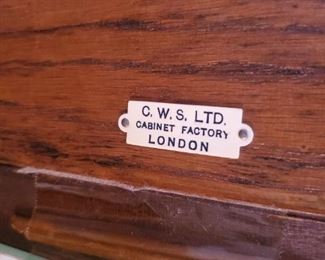 C. W. S. LTD.
CABINET FACTORY
LONDON